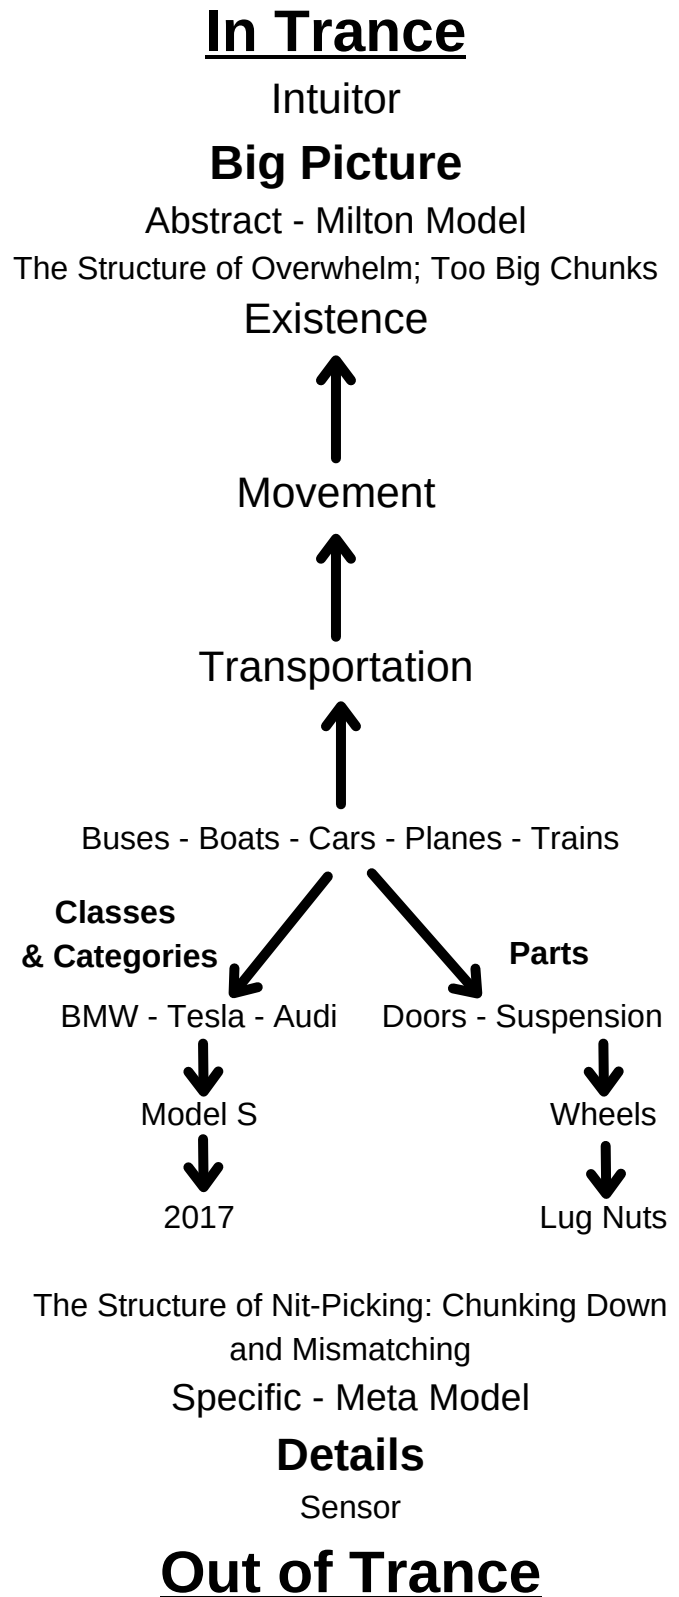 In Trance
Intuitor
Big Picture
Abstract - Milton Model
The Structure of Overwhelm; Too Big Chunks
Existence
Movement
Transportation
Buses - Boats - Cars - Planes - Trains
Classes
& Categories
Parts
BMW - Tesla - Audi
Doors - Suspension
Model S
Wheels
2017
Lug Nuts
The Structure of Nit-Picking: Chunking Down
and Mismatching
Specific - Meta Model
Details
Sensor
Out of Trance